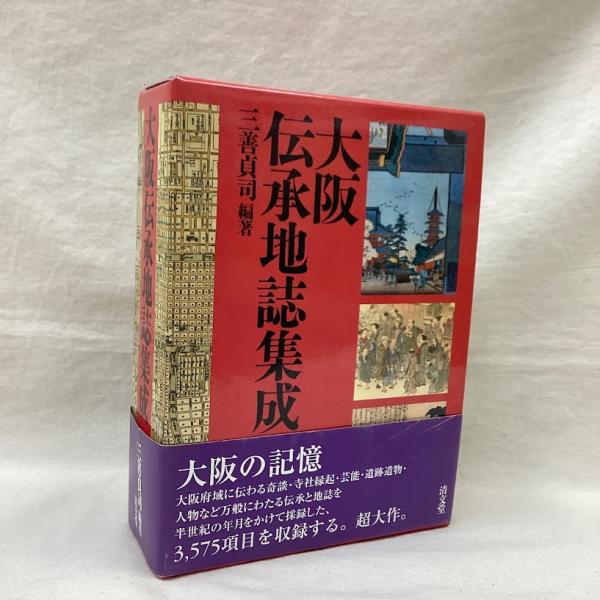 大阪
伝承地誌集成
三善貞司 編著
大阪伝承地誌集成
大阪の記憶
大阪府域に伝わる奇談・寺社縁起・芸能・遺跡遺物・
人物など万般にわたる伝承と地誌を
半世紀の年月をかけて採録した、
3,575項目を収録する。超大作。
清文堂